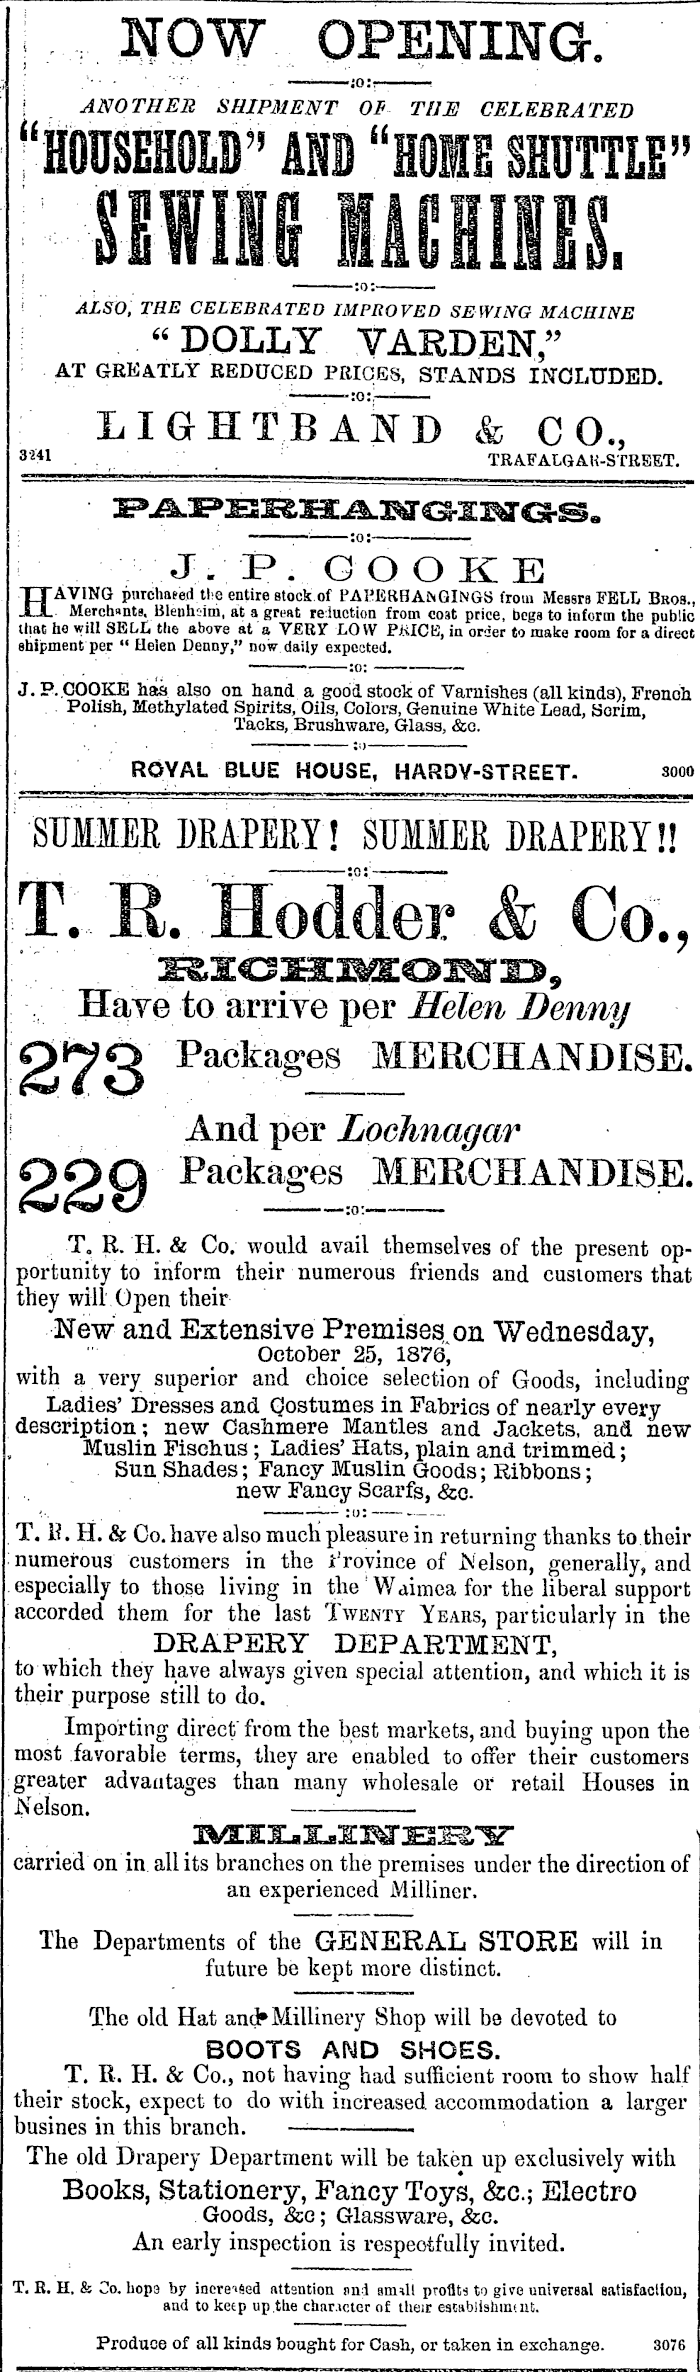 NOW OPENING.
:o:
ANOTHER SHIPMENT OF THE CELEBRATED
"HOUSEHOLD" AND "HOME SHUTTLE"
SEWING MACHINES.
:o:
ALSO, THE CELEBRATED IMPROVED SEWING MACHINE
"DOLLY VARDEN,"
AT GREATLY REDUCED PRICES, STANDS INCLUDED.
:o:
LIGHTBAND & CO.,
3241 TRAFALGAR-STREET.
PAPERHANGINGS.
:o:
J. P. COOKE
HAVING purchased the entire stock of PAPERHANGINGS from Messrs FELL BROS.,
Merchants, Blenheim, at a great reduction from cost price, begs to inform the public
that he will SELL the above at a VERY LOW PRICE, in order to make room for a direct
shipment per "Helen Denny," now daily expected.
:o:
J. P. COOKE has also on hand a good stock of Varnishes (all kinds), French
Polish, Methylated Spirits, Oils, Colors, Genuine White Lead, Scrim,
Tacks, Brushware, Glass, &c.
:o
ROYAL BLUE HOUSE, HARDY-STREET. 3000
SUMMER DRAPERY! SUMMER DRAPERY!!
:o:
T. R. Hodder & Co.,
RICHMOND,
Have to arrive per Helen Denny
273 Packages MERCHANDISE.
And per Lochnagar
229 Packages MERCHANDISE.
:o:
T. R. H. & Co. would avail themselves of the present op-
portunity to inform their numerous friends and customers that
they will Open their
New and Extensive Premises on Wednesday,
October 25, 1876,
with a very superior and choice selection of Goods, including
Ladies' Dresses and Costumes in Fabrics of nearly every
description; new Cashmere Mantles and Jackets, and new
Muslin Fischus; Ladies' Hats, plain and trimmed;
Sun Shades; Fancy Muslin Goods; Ribbons;
new Fancy Scarfs, &c.
:o:
T. R. H. & Co. have also much pleasure in returning thanks to their
numerous customers in the Province of Nelson, generally, and
especially to those living in the Waimea for the liberal support
accorded them for the last TWENTY YEARS, particularly in the
DRAPERY DEPARTMENT,
to which they have always given special attention, and which it is
their purpose still to do.
Importing direct from the best markets, and buying upon the
most favorable terms, they are enabled to offer their customers
greater advantages than many wholesale or retail Houses in
Nelson.
MILLINERY
carried on in all its branches on the premises under the direction of
an experienced Milliner.
The Departments of the GENERAL STORE will in
future be kept more distinct.
The old Hat and Millinery Shop will be devoted to
BOOTS AND SHOES.
T. R. H. & Co., not having had sufficient room to show half
their stock, expect to do with increased accommodation a larger
busines in this branch.
The old Drapery Department will be taken up exclusively with
Books, Stationery, Fancy Toys, &c.; Electro
Goods, &c; Glassware, &c.
An early inspection is respectfully invited.
T. R. H. & Co. hope by increased attention and small profits to give universal satisfaction,
and to keep up the character of their establishment.
Produce of all kinds bought for Cash, or taken in exchange. 3076